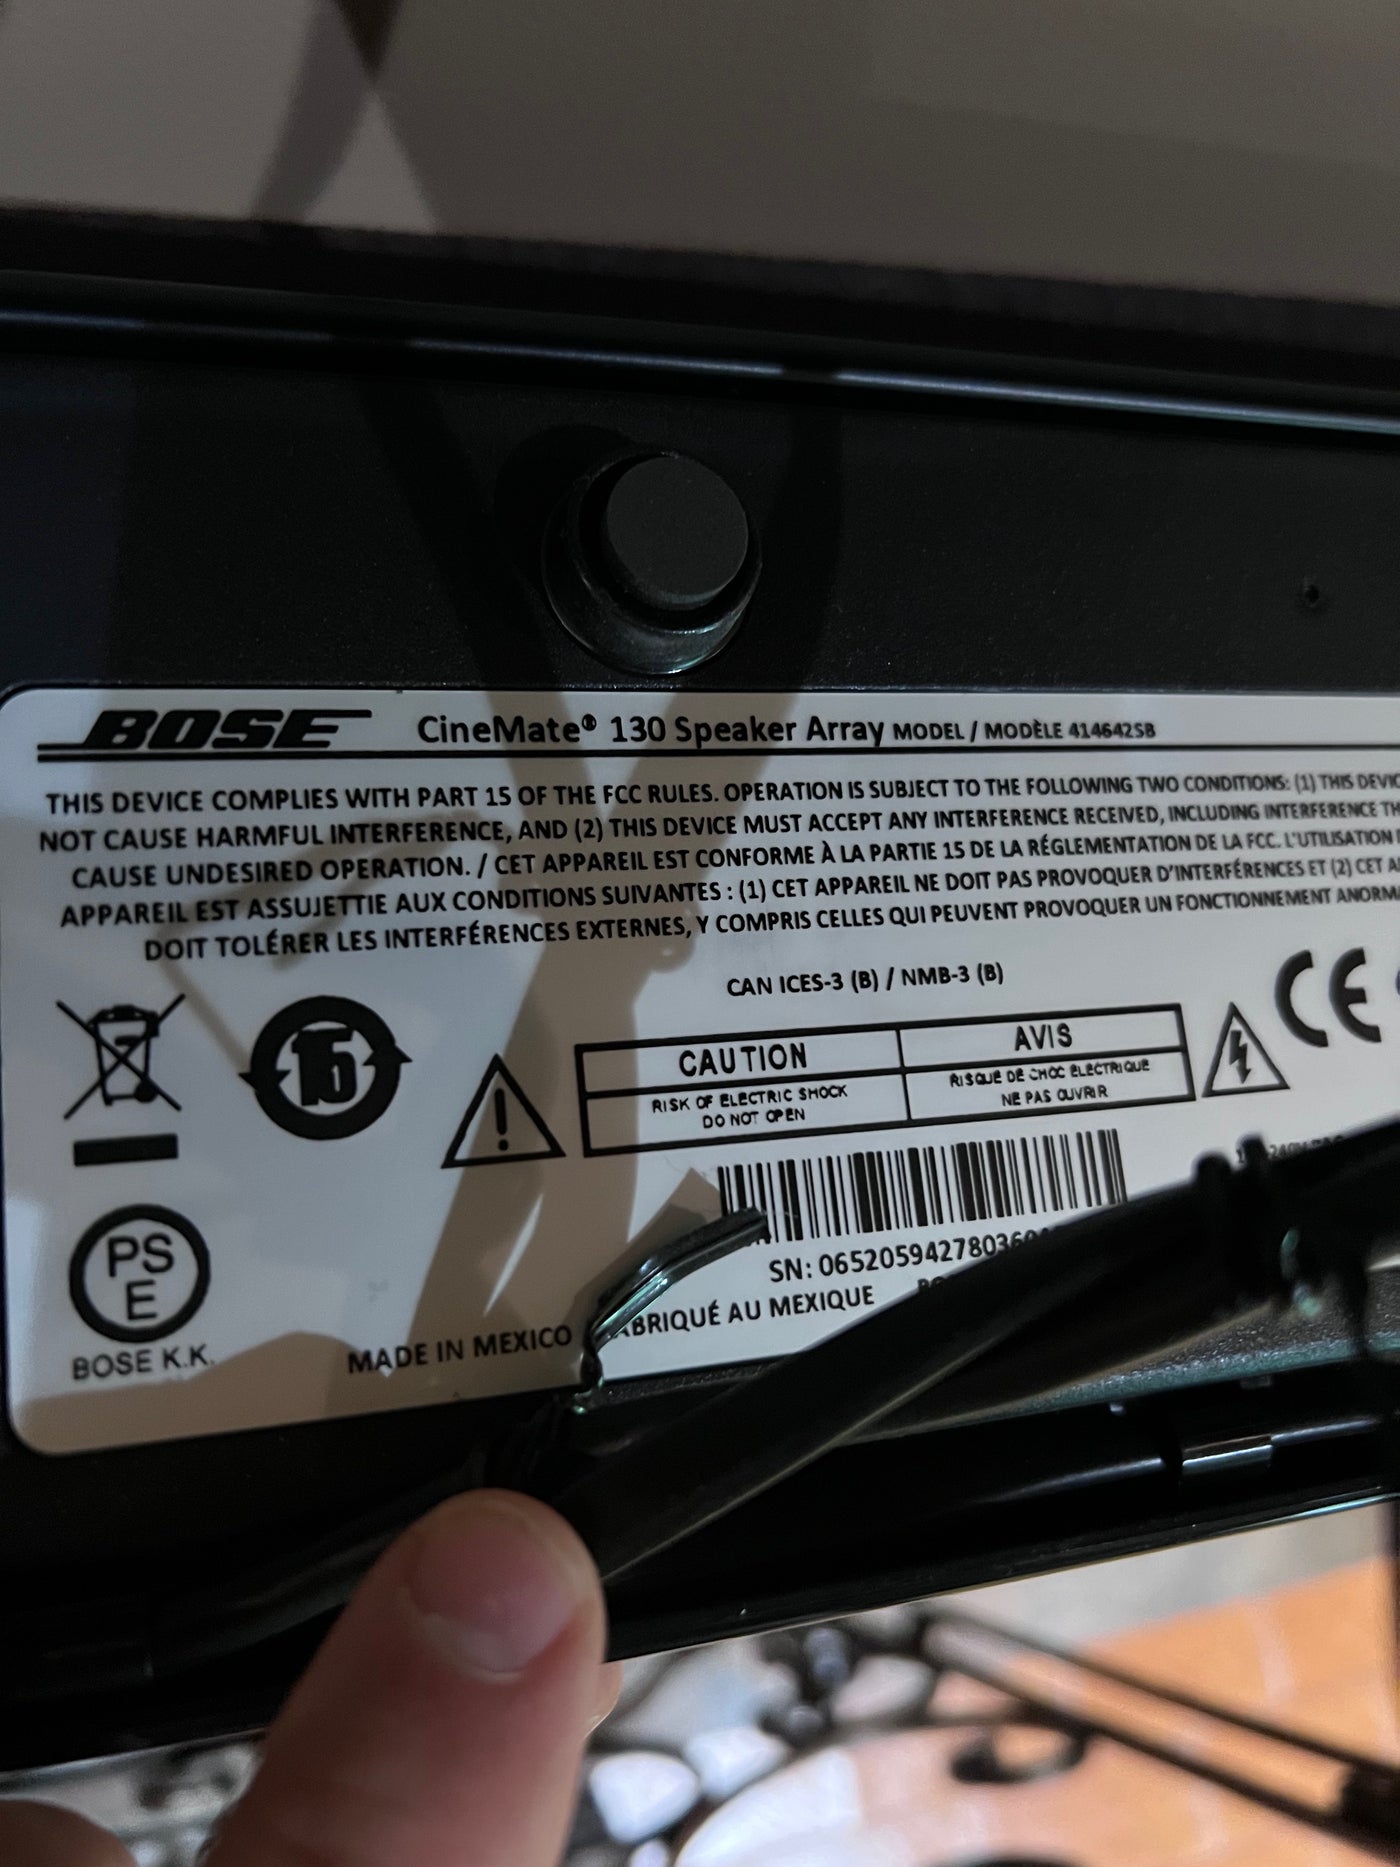 BOSE CineMate® 130 Speaker Array MODEL / MODÈLE 414642SB
THIS DEVICE COMPLIES WITH PART 15 OF THE FCC RULES. OPERATION IS SUBJECT TO THE FOLLOWING TWO CONDITIONS: (1) THIS
NOT CAUSE HARMFUL INTERFERENCE, AND (2) THIS DEVICE MUST ACCEPT ANY INTERFERENCE RECEIVED, INCLUDING INTERFERENCE
CAUSE UNDESIRED OPERATION. / CET APPAREIL EST CONFORME À LA PARTIE 15 DE LA RÉGLEMENTATION DE LA FCC. L'UTILISATION
APPAREIL EST ASSUJETTIE AUX CONDITIONS SUIVANTES : (1) CET APPAREIL NE DOIT PAS PROVOQUER D'INTERFÉRENCES ET (2) CET
DOIT TOLÉRER LES INTERFÉRENCES EXTERNES, Y COMPRIS CELLES QUI PEUVENT PROVOQUER UN FONCTIONNEMENT
CAN ICES-3 (B) / NMB-3 (B)
15
CAUTION
RISK OF ELECTRIC SHOCK
DO NOT OPEN
AVIS
RISQUE DE CHOC ÉLECTRIQUE
NE PAS OUVRIR
CE
PS
E
BOSE K.K.
SN: 065205942780360
MADE IN MEXICO
AU MEXIQUE